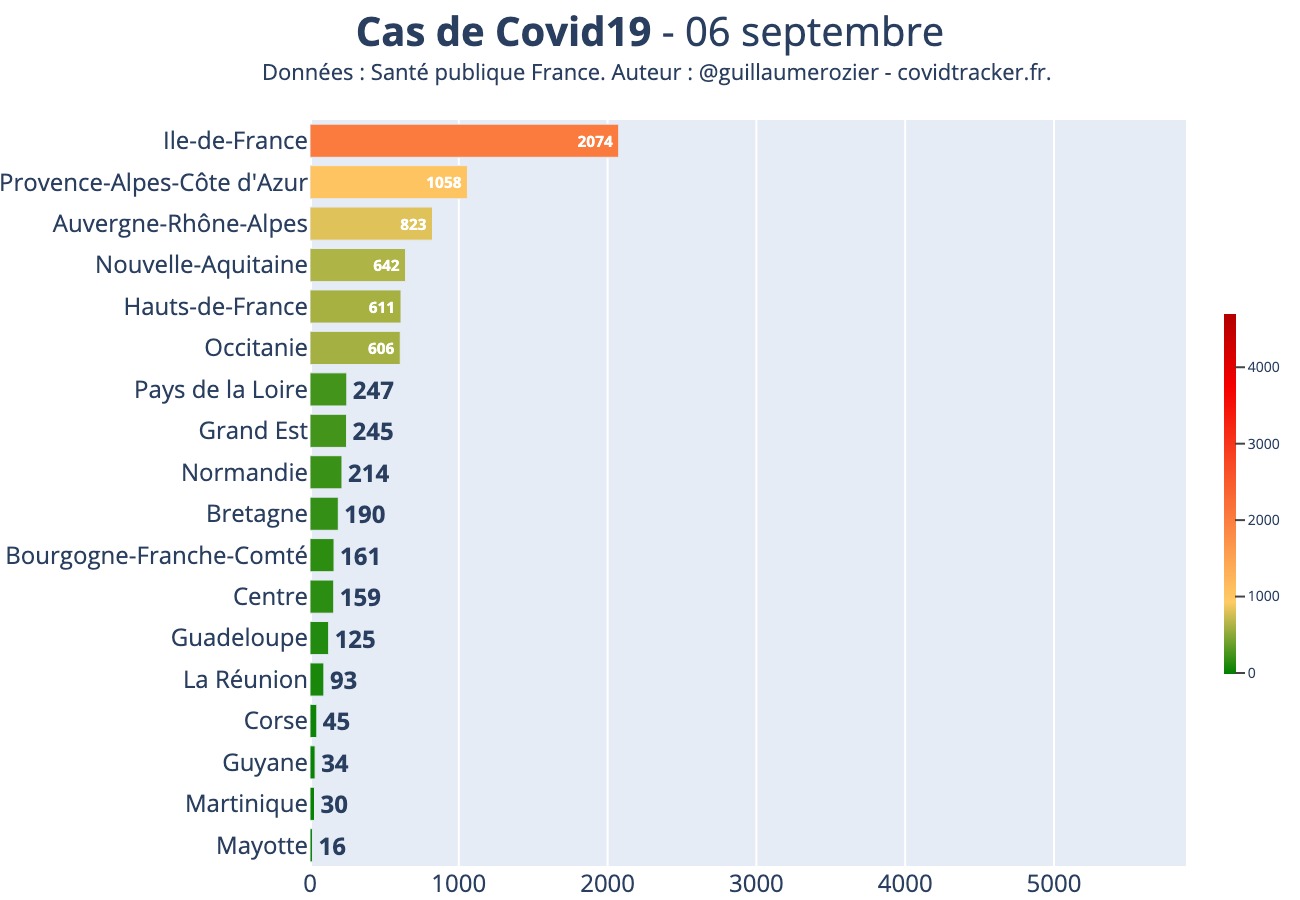 Cas de Covid19 - 06 septembre
Données : Santé publique France. Auteur : @guillaumerozier - covidtracker.fr.
Ile-de-France 2074
Provence-Alpes-Côte d'Azur 1058
Auvergne-Rhône-Alpes 823
Nouvelle-Aquitaine 642
Hauts-de-France 611
Occitanie 606
Pays de la Loire 247
Grand Est 245
Normandie 214
Bretagne 190
Bourgogne-Franche-Comté 161
Centre 159
Guadeloupe 125
La Réunion 93
Corse 45
Guyane 34
Martinique 30
Mayotte 16
0 1000 2000 3000 4000 5000
4000
3000
2000
1000
0